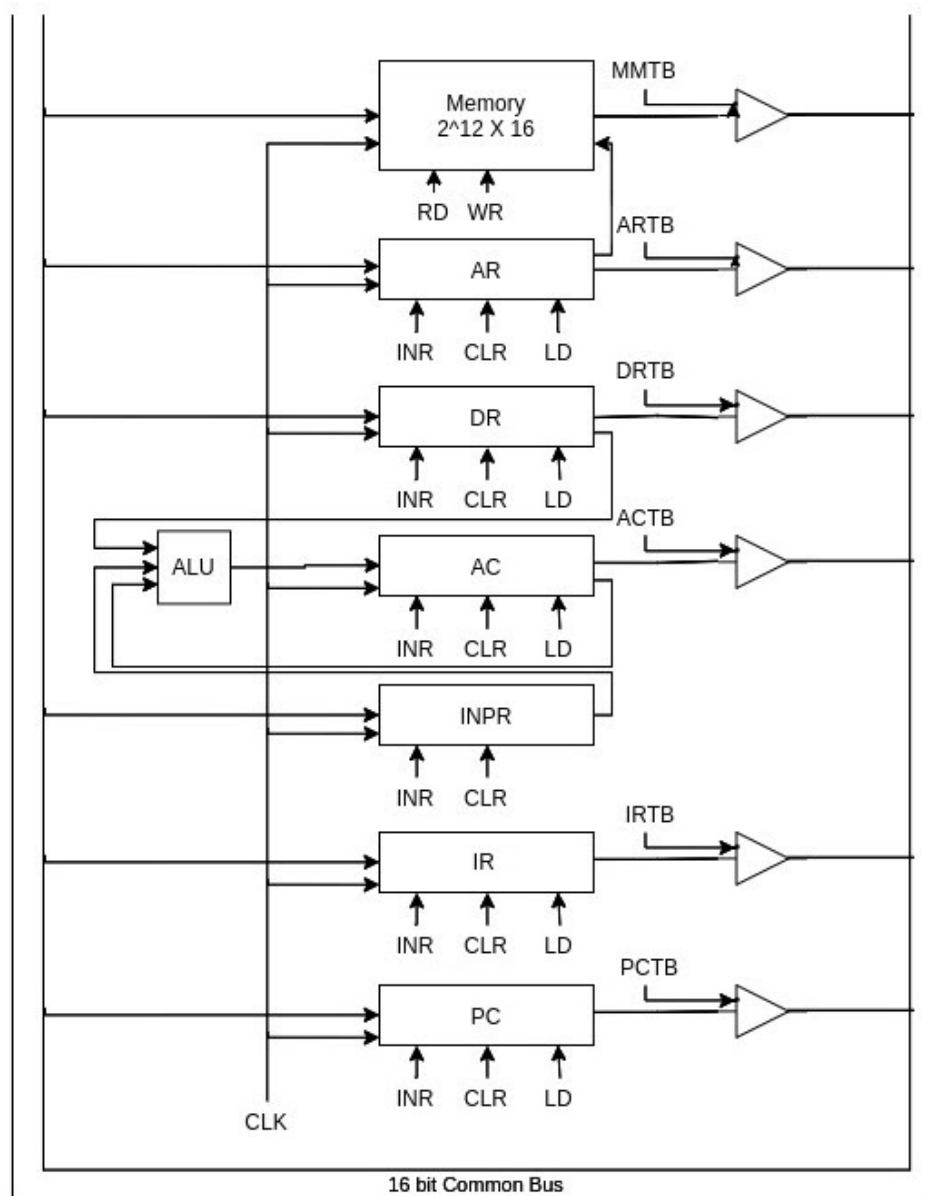 MMTB
Memory
2^12 X 16
RD WR
ARTB
AR
INR CLR LD
DRTB
DR
INR CLR LD
ACTB
ALU
AC
INR CLR LD
INPR
INR CLR
IRTB
IR
INR CLR LD
PCTB
PC
INR CLR LD
CLK
16 bit Common Bus